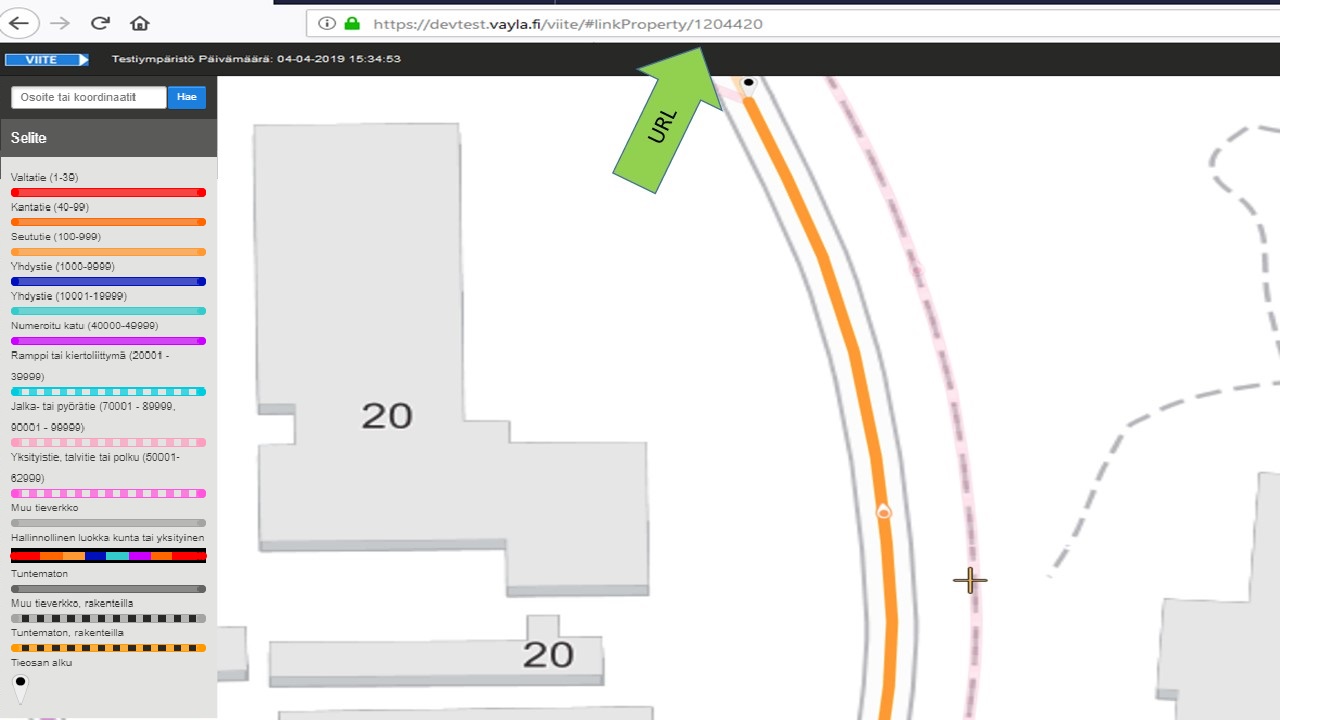 https://devtest.vayla.fi/viite/#linkProperty/1204420
VIITE
Testiympäristö Päivämäärä: 04-04-2019 15:34:53
Osoite tai koordinaatit
Hae
URL
Selite
Valtatie (1-39)
Kantatie (40-99)
Seututie (100-999)
Yhdystie (1000-9999)
Yhdystie (10001-19999)
Numeroitu katu (40000-49999)
Ramppi tai kiertoliittymä (20001 -
39999)
Jalka- tai pyörätie (70001 - 89999,
90001 - 99999)
Yksityistie, talvitie tai polku (50001-
62999)
Muu tieverkko
Hallinnollinen luokka kunta tai yksityinen
Tuntematon
Muu tieverkko, rakenteilla
Tuntematon, rakenteilla
Tieosan alku
20
20